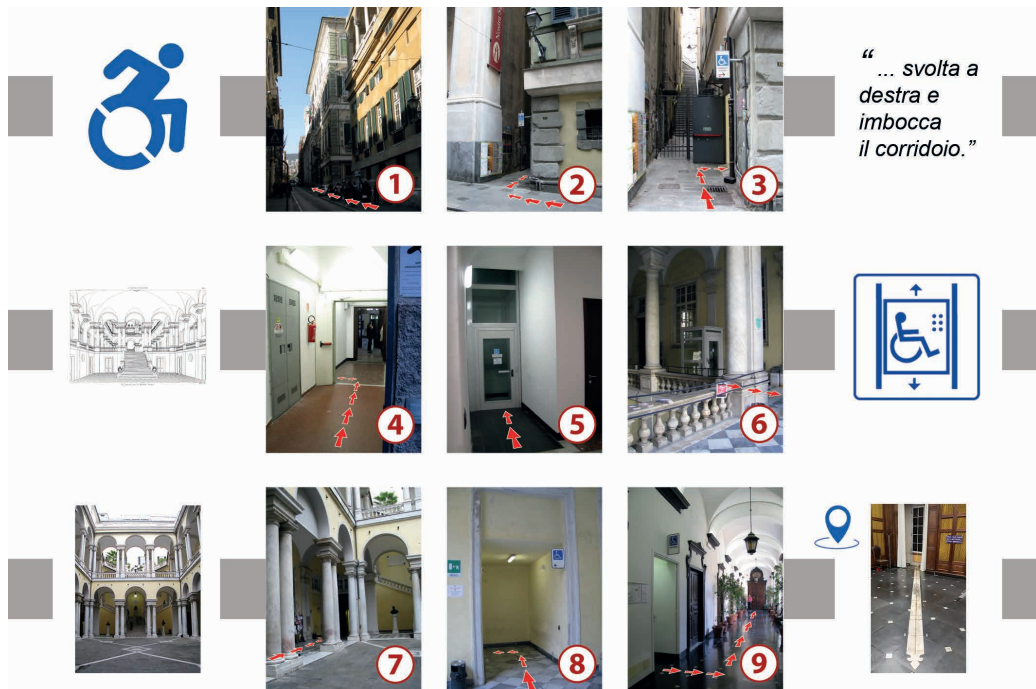 “ ... svolta a
destra e
imbocca
il corridoio.”
1
2
3
4
5
6
7
8
9